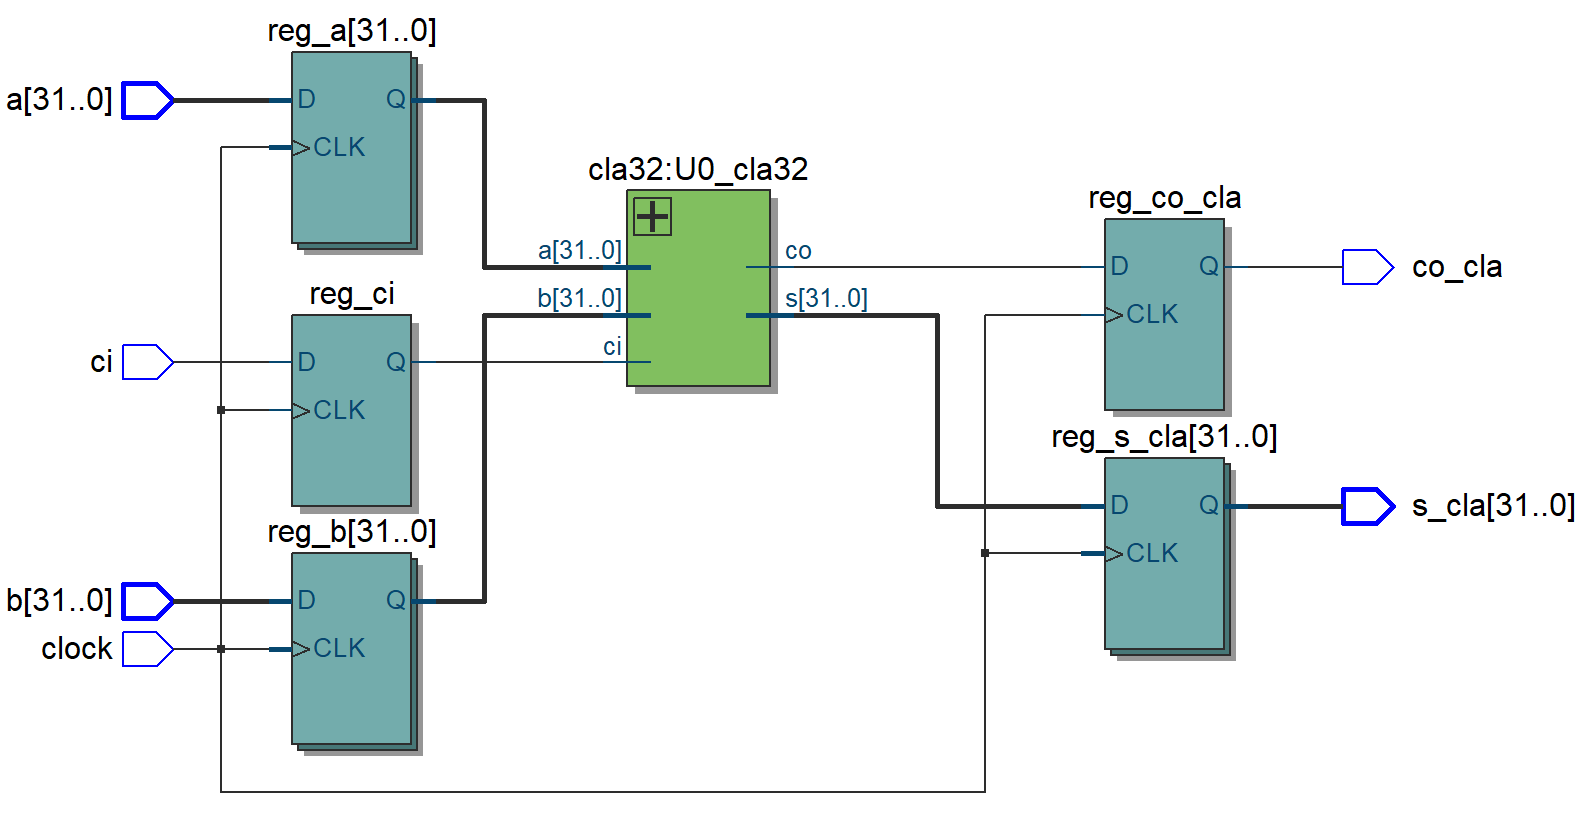 reg_a[31..0]
a[31..0]
D
Q
CLK
cla32:U0_cla32
a[31..0]
b[31..0]
ci
co
s[31..0]
reg_ci
ci
D
Q
CLK
reg_b[31..0]
b[31..0]
D
Q
clock
CLK
reg_co_cla
D
Q
co_cla
CLK
reg_s_cla[31..0]
D
Q
s_cla[31..0]
CLK